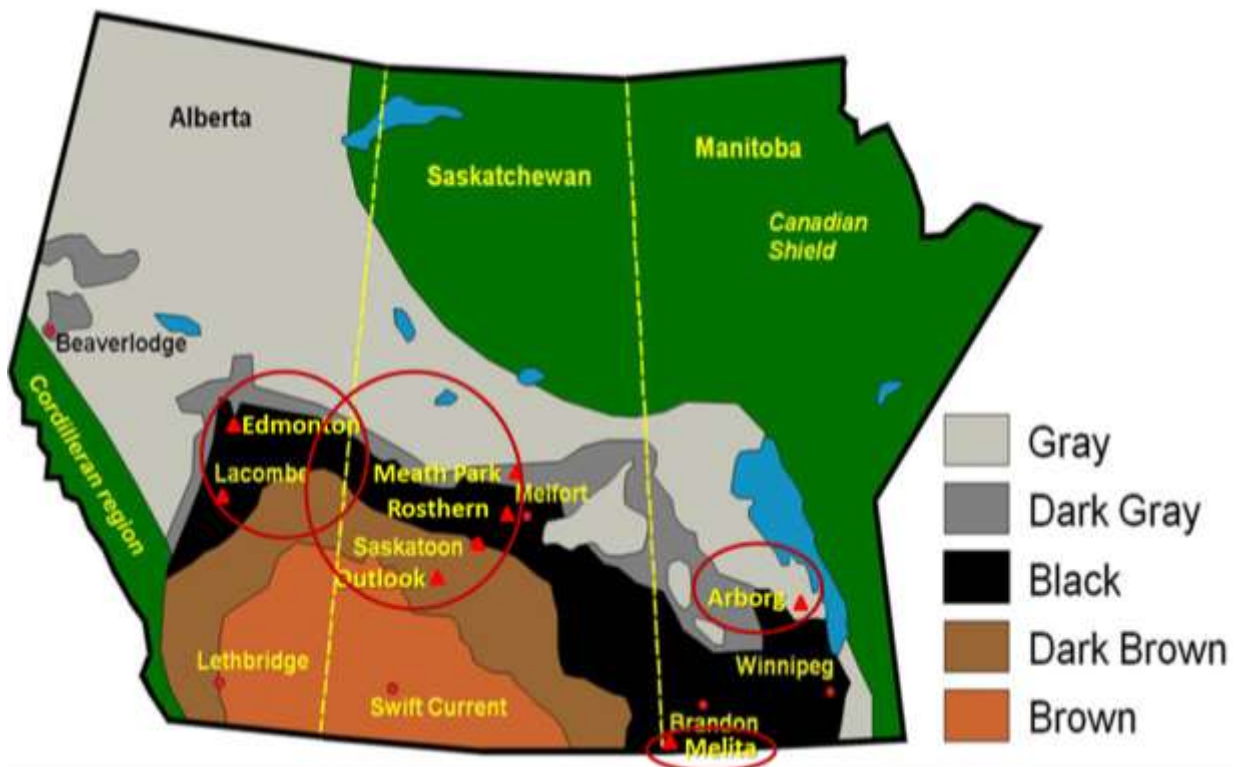 Alberta
Saskatchewan
Manitoba
Canadian
Shield
Beaverlodge
Cordilleran region
Edmonton
Lacombe
Meath Park
Melfort
Rosthern
Saskatoon
Outlook
Arborg
Lethbridge
Swift Current
Winnipeg
Brandon
Melita
Gray
Dark Gray
Black
Dark Brown
Brown